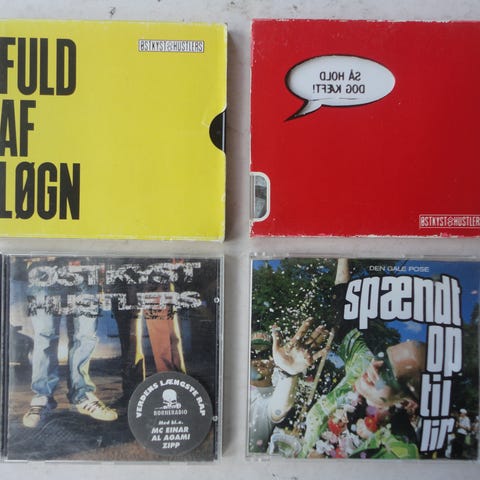 FULD
AF
LØGN
ØSTKYST HUSTLERS
SÅ HOLD
DOG KÆFT!
ØSTKYST HUSTLERS
ØSTKYST
HUSTLERS
VERDENS LÆNGSTE RAP
BORNERADIO
Med bl.a.
MC EINAR
AL AGAMI
ZIPP
DEN GALE POSE
spændt
op
til
lir